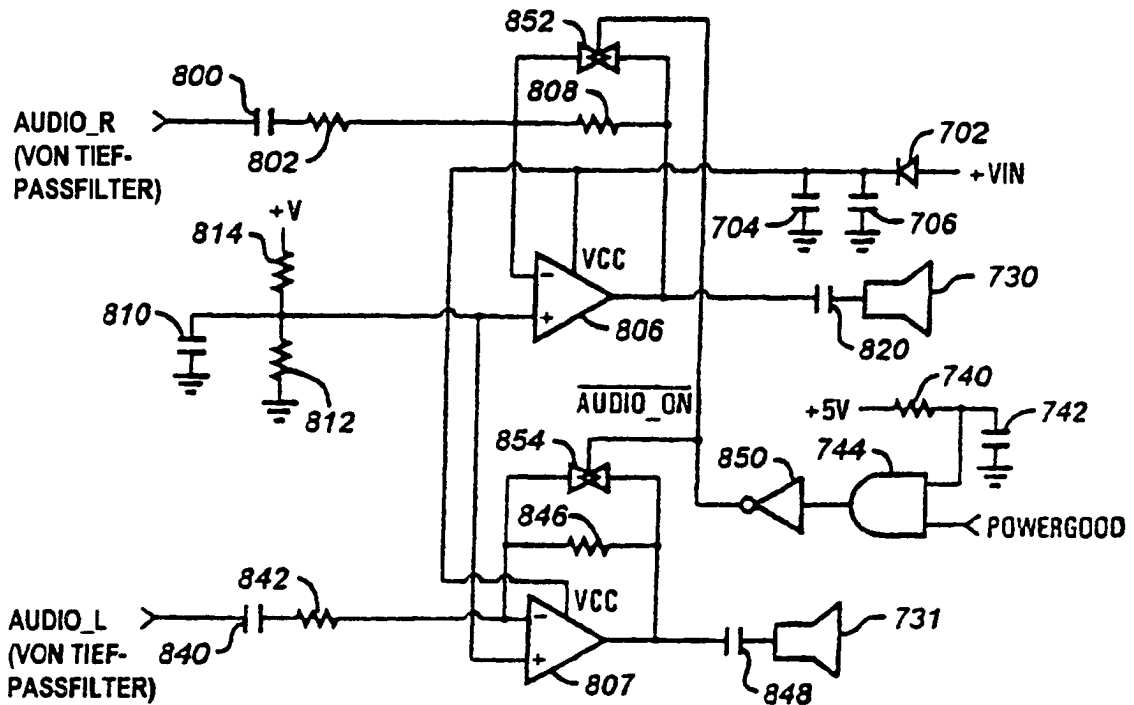 852
800
808
AUDIO_R
(VON TIEF-
PASSFILTER)
802
702
+VIN
704
706
+V
814
VCC
730
810
-
+
806
820
812
AUDIO_ON
740
+5V
742
854
850
744
846
POWERGOOD
842
VCC
AUDIO_L
(VON TIEF-
PASSFILTER)
840
-
+
731
807
848